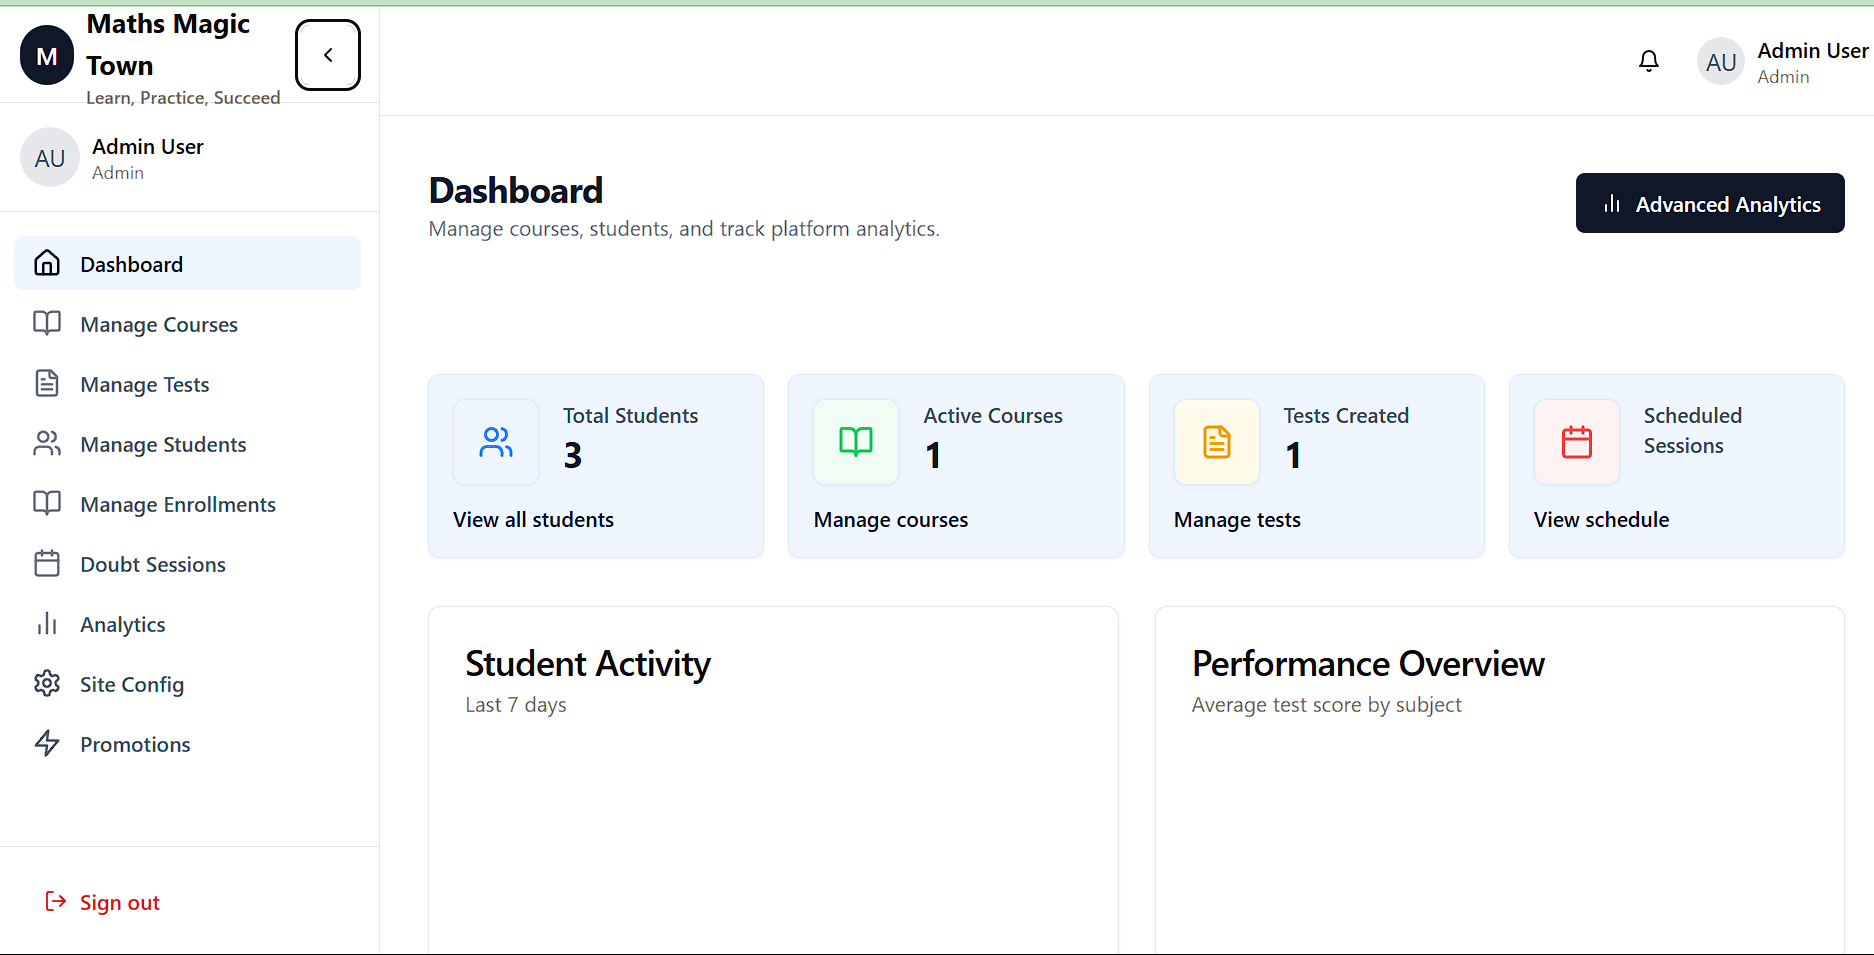 M
Maths Magic
Town
Learn, Practice, Succeed
AU
Admin User
Admin
Dashboard
Manage Courses
Manage Tests
Manage Students
Manage Enrollments
Doubt Sessions
Analytics
Site Config
Promotions
Sign out
AU
Admin User
Admin
Dashboard
Manage courses, students, and track platform analytics.
Advanced Analytics
Total Students
3
View all students
Active Courses
1
Manage courses
Tests Created
1
Manage tests
Scheduled
Sessions
View schedule
Student Activity
Last 7 days
Performance Overview
Average test score by subject